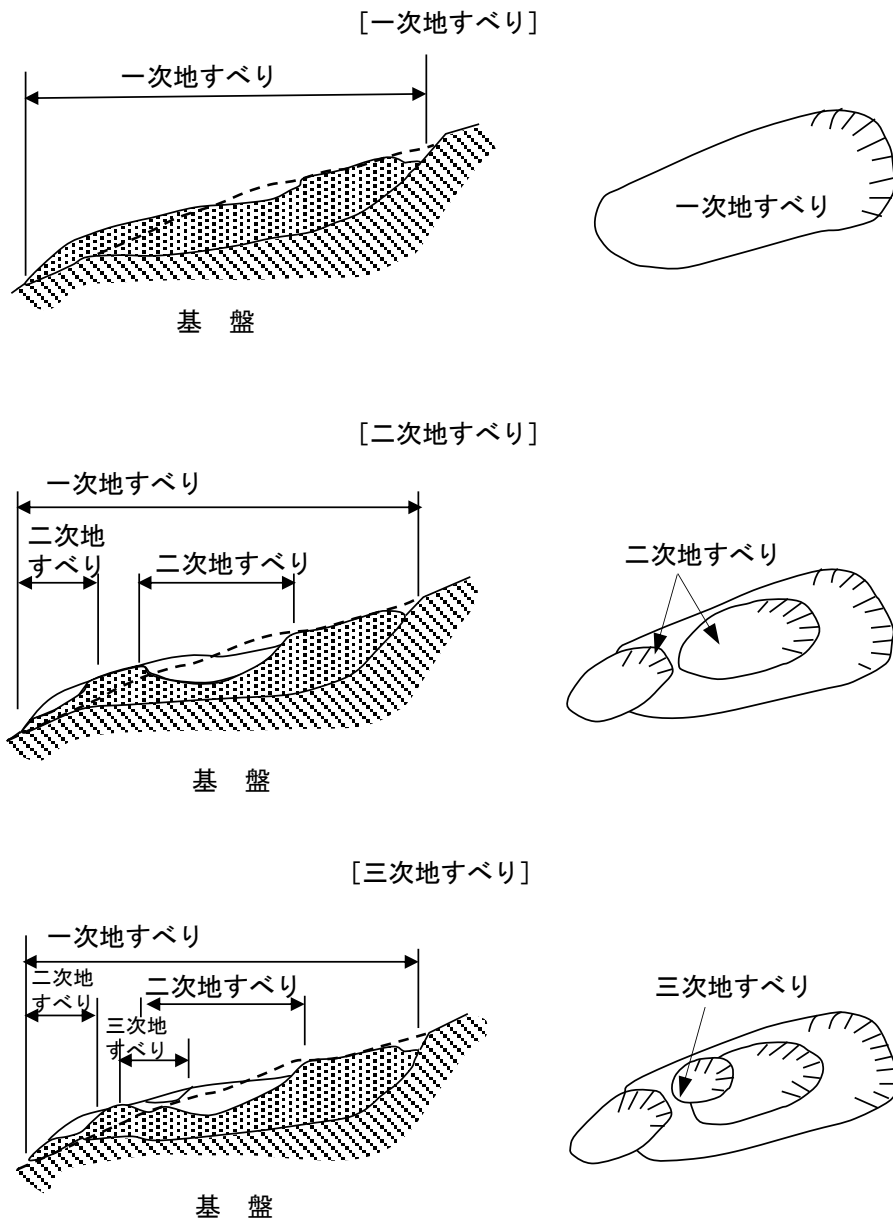 [一次地すべり]
一次地すべり
一次地すべり
基　盤
[二次地すべり]
一次地すべり
二次地
すべり
二次地すべり
二次地すべり
基　盤
[三次地すべり]
一次地すべり
二次地
すべり
二次地すべり
三次地
すべり
三次地すべり
基　盤